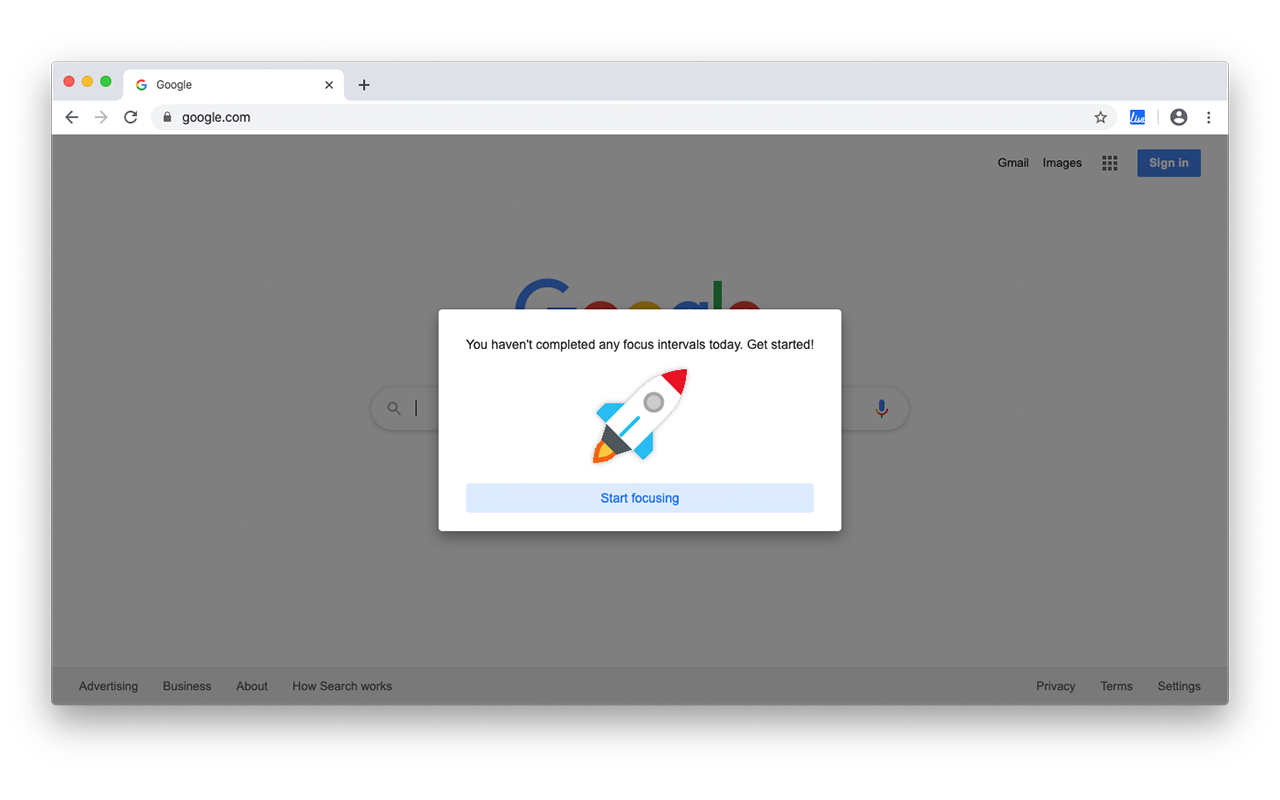 Google
google.com
Gmail Images Sign in
Google
You haven't completed any focus intervals today. Get started!
Start focusing
Advertising Business About How Search works Privacy Terms Settings